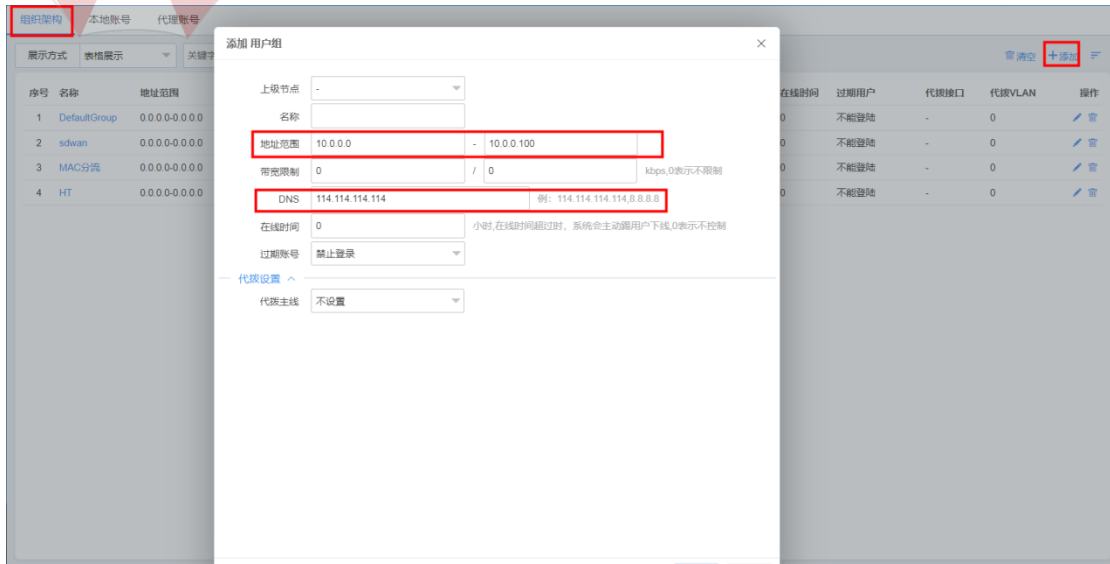 组织架构 本地账号 代理账号
展示方式 表格展示 关键字 清空 +添加
添加 用户组
序号 名称 地址范围 在线时间 过期用户 代拨接口 代拨VLAN 操作
1 DefaultGroup 0.0.0.0-0.0.0.0 0 不能登陆 - 0
2 sdwan 0.0.0.0-0.0.0.0 0 不能登陆 - 0
3 MAC分流 0.0.0.0-0.0.0.0 0 不能登陆 - 0
4 HT 0.0.0.0-0.0.0.0 0 不能登陆 - 0
上级节点 -
名称
地址范围 10.0.0.0 - 10.0.0.100
带宽限制 0 / 0 kbps,0表示不限制
DNS 114.114.114.114 例：114.114.114.114,8.8.8.8
在线时间 0 小时,在线时间超过时，系统会主动踢用户下线,0表示不控制
过期账号 禁止登录
代拨设置
代拨主线 不设置